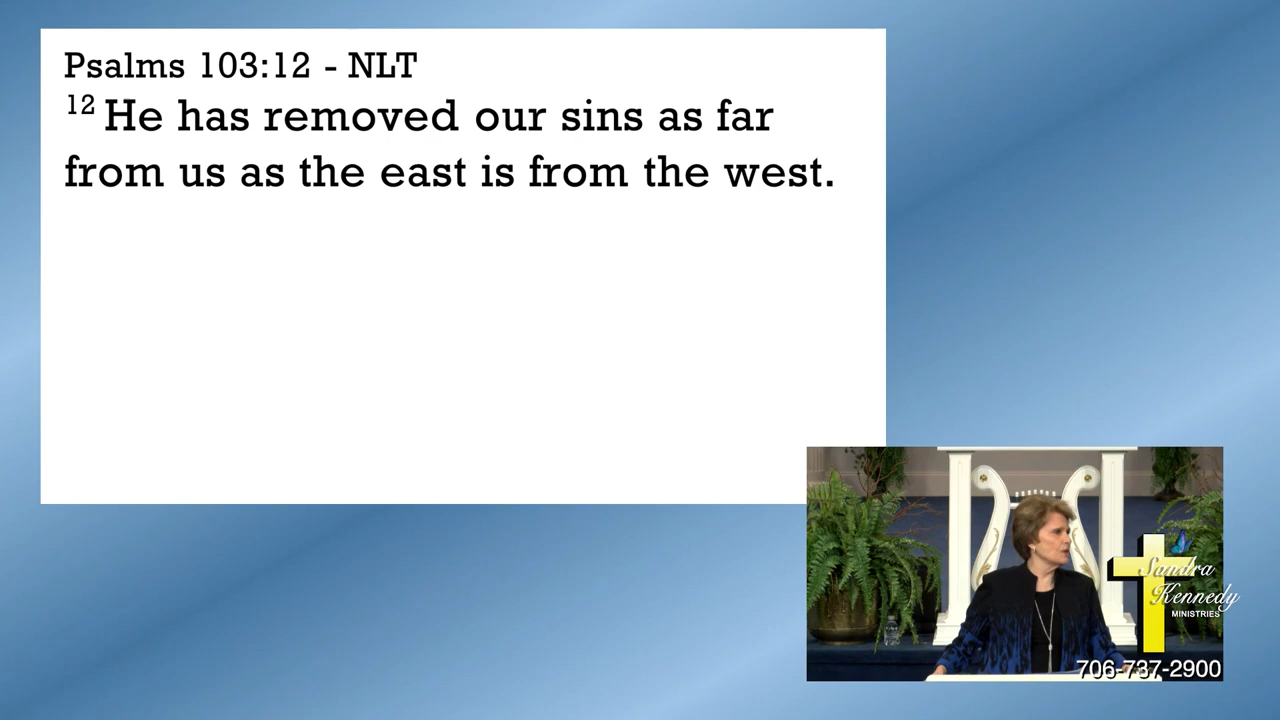 Psalms 103:12 - NLT
12 He has removed our sins as far
from us as the east is from the west.
Sandra
Kennedy
MINISTRIES
706-737-2900